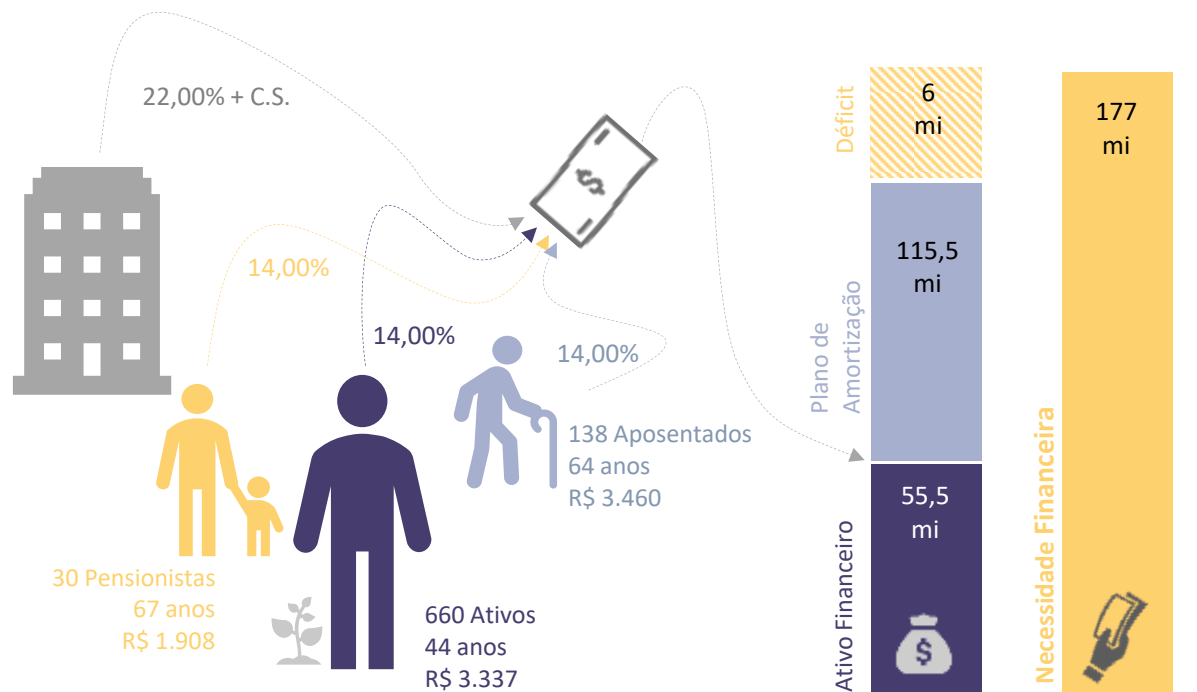 22,00% + C.S.
14,00%
14,00%
14,00%
30 Pensionistas
67 anos
R$ 1.908
660 Ativos
44 anos
R$ 3.337
138 Aposentados
64 anos
R$ 3.460
$
Déficit
6
mi
Plano de
Amortização
115,5
mi
Ativo Financeiro
55,5
mi
$
Necessidade Financeira
177
mi